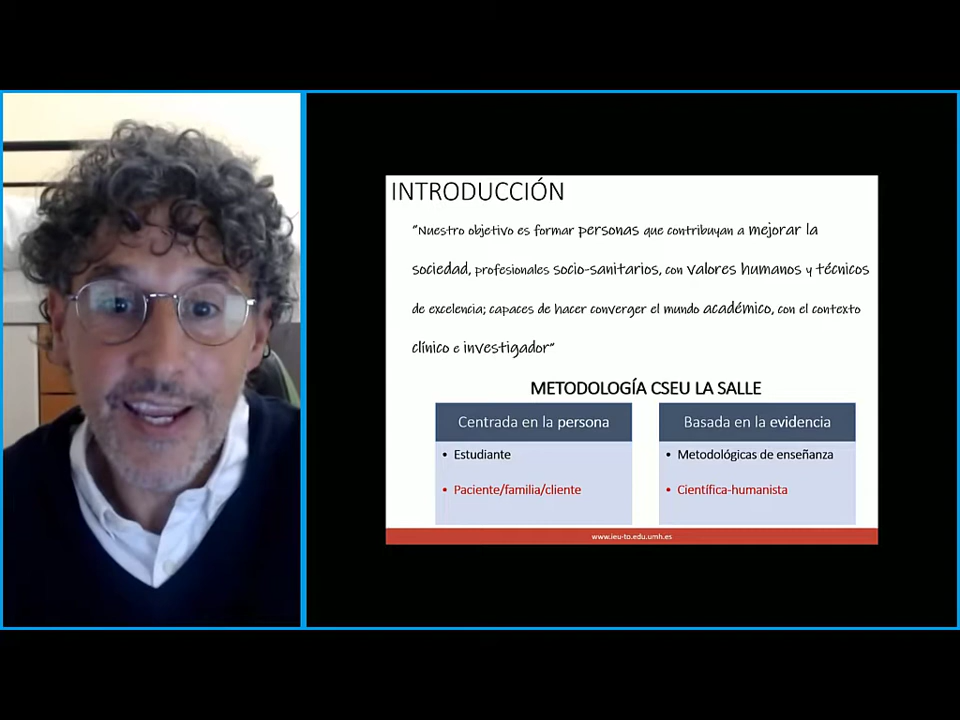 INTRODUCCIÓN
"Nuestro objetivo es formar personas que contribuyan a mejorar la
sociedad, profesionales socio-sanitarios, con valores humanos y técnicos
de excelencia; capaces de hacer converger el mundo académico, con el contexto
clínico e investigador"
METODOLOGÍA CSEU LA SALLE
Centrada en la persona
• Estudiante
• Paciente/familia/cliente
Basada en la evidencia
• Metodológicas de enseñanza
• Científica-humanista
www.ieu-to.edu.umh.es